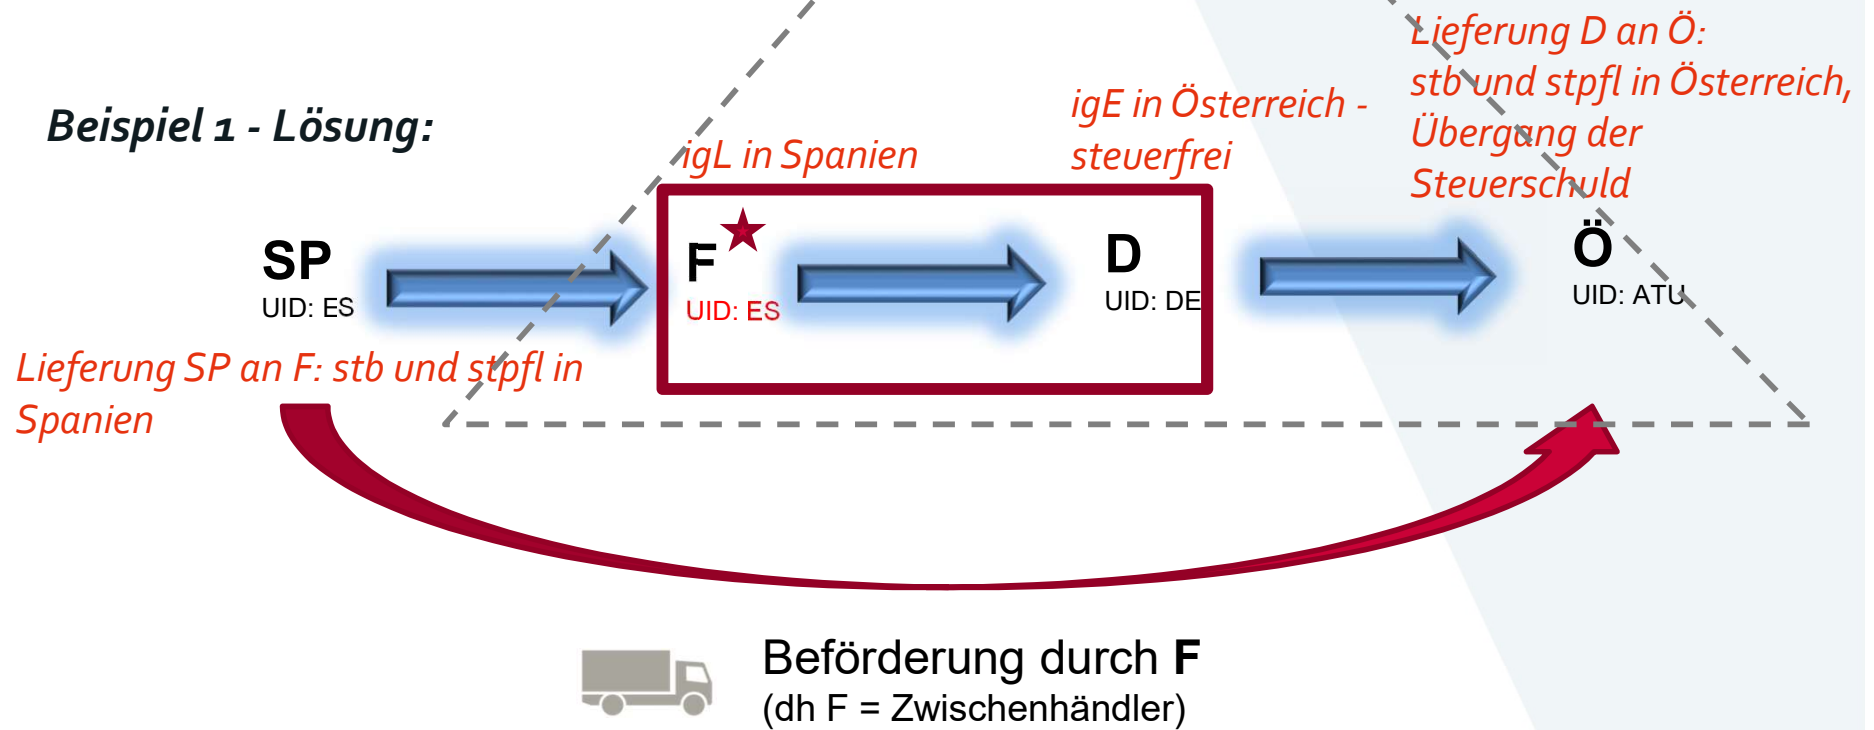 Beispiel 1 - Lösung:
igL in Spanien
igE in Österreich -
steuerfrei
Lieferung D an Ö:
stb und stpfl in Österreich,
Übergang der
Steuerschuld
SP
UID: ES
F
UID: ES
D
UID: DE
Ö
UID: ATU
Lieferung SP an F: stb und stpfl in
Spanien
Beförderung durch F
(dh F = Zwischenhändler)